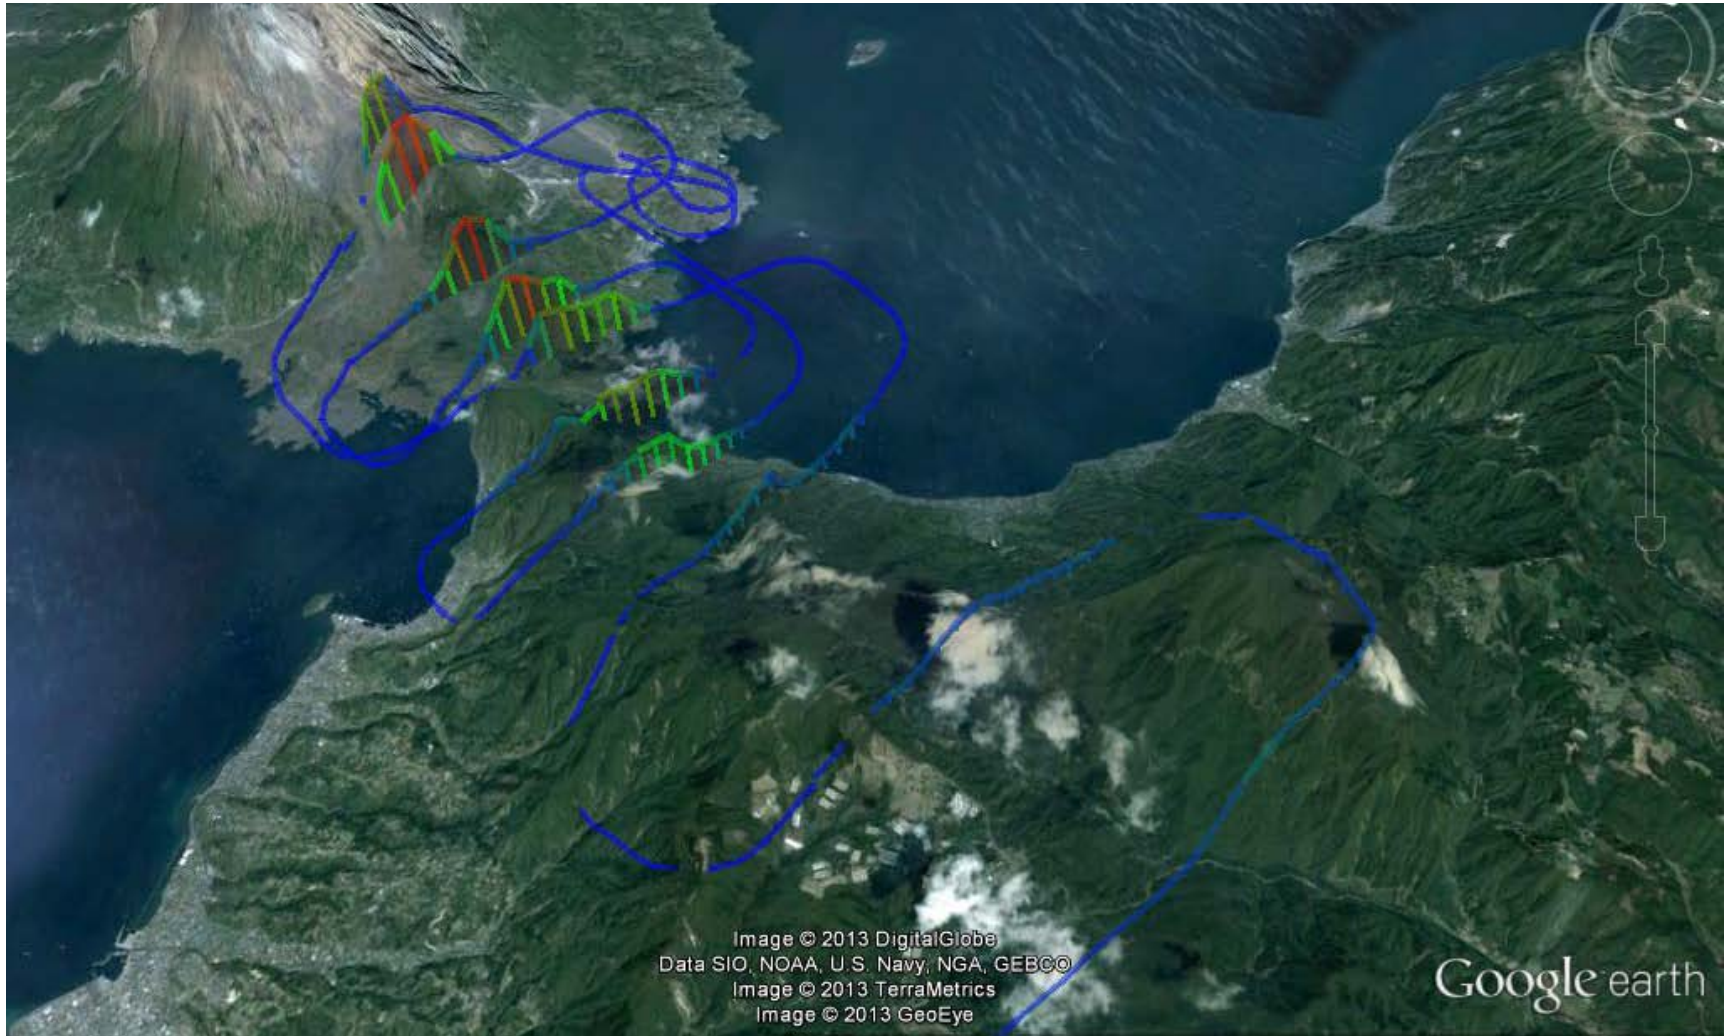 Image © 2013 DigitalGlobe
Data SIO, NOAA, U.S. Navy, NGA, GEBCO
Image © 2013 TerraMetrics
Image © 2013 GeoEye
Google earth